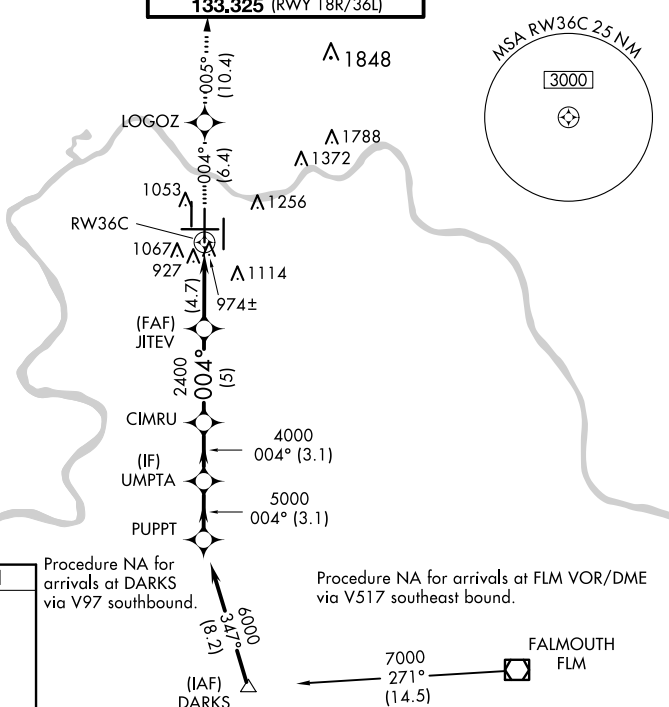 133.325 (RWY 18R/36L)
1848
MSA RW36C 25 NM
3000
005°
(10.4)
LOGOZ
1788
1372
004°
(6.4)
1053
1256
RW36C
1067
927
1114
974±
(4.7)
(FAF)
JITEV
2400
004°
(5)
CIMRU
4000
004° (3.1)
(IF)
UMPTA
5000
004° (3.1)
PUPPT
Procedure NA for
arrivals at DARKS
via V97 southbound.
Procedure NA for arrivals at FLM VOR/DME
via V517 southeast bound.
6000
347°
(8.2)
(IAF)
DARKS
7000
271°
(14.5)
FALMOUTH
FLM